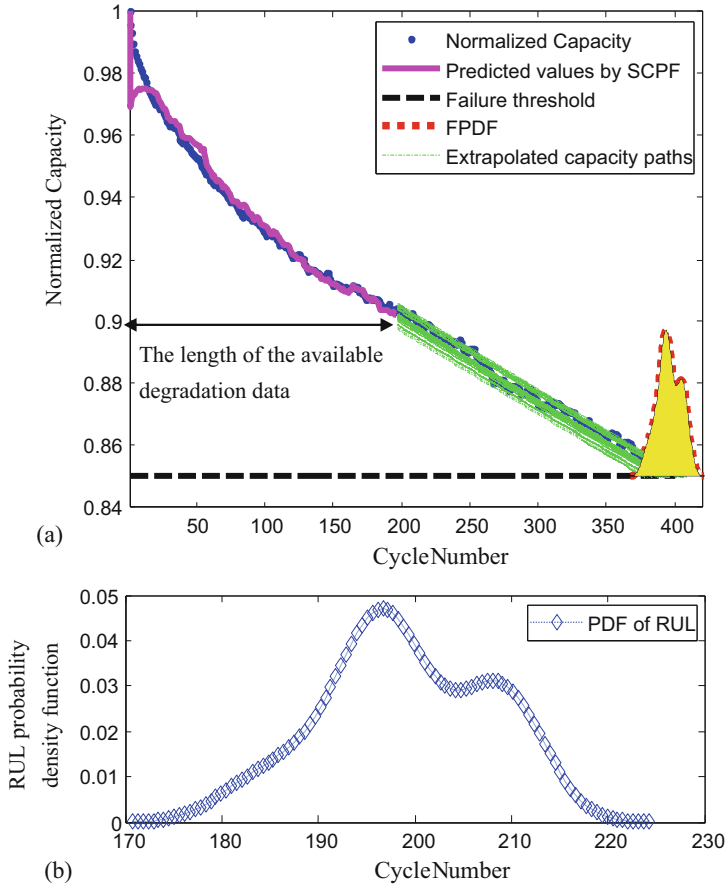 1
0.98
0.96
0.94
0.92
0.9
0.88
0.86
0.84
Normalized Capacity
Normalized Capacity
Predicted values by SCPF
Failure threshold
FPDF
Extrapolated capacity paths
The length of the available
degradation data
50 100 150 200 250 300 350 400
CycleNumber
(a)
0.05
0.04
0.03
0.02
0.01
0
RUL probability
density function
PDF of RUL
170 180 190 200 210 220 230
CycleNumber
(b)